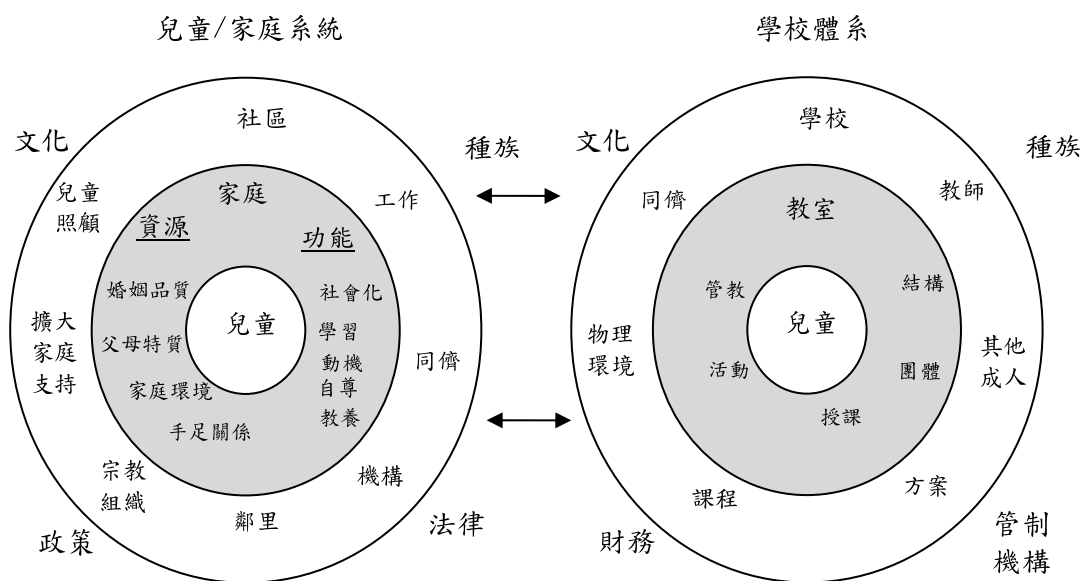 兒童/家庭系統
文化
種族
社區
兒童
照顧
工作
擴大
家庭
支持
同儕
宗教
組織
鄰里
機構
政策
法律
家庭
資源
功能
婚姻品質
父母特質
家庭環境
手足關係
社會化
學習
動機
自尊
教養
兒童
學校體系
文化
種族
學校
同儕
教師
物理
環境
其他
成人
課程
方案
財務
管制
機構
教室
管教
結構
活動
團體
授課
兒童